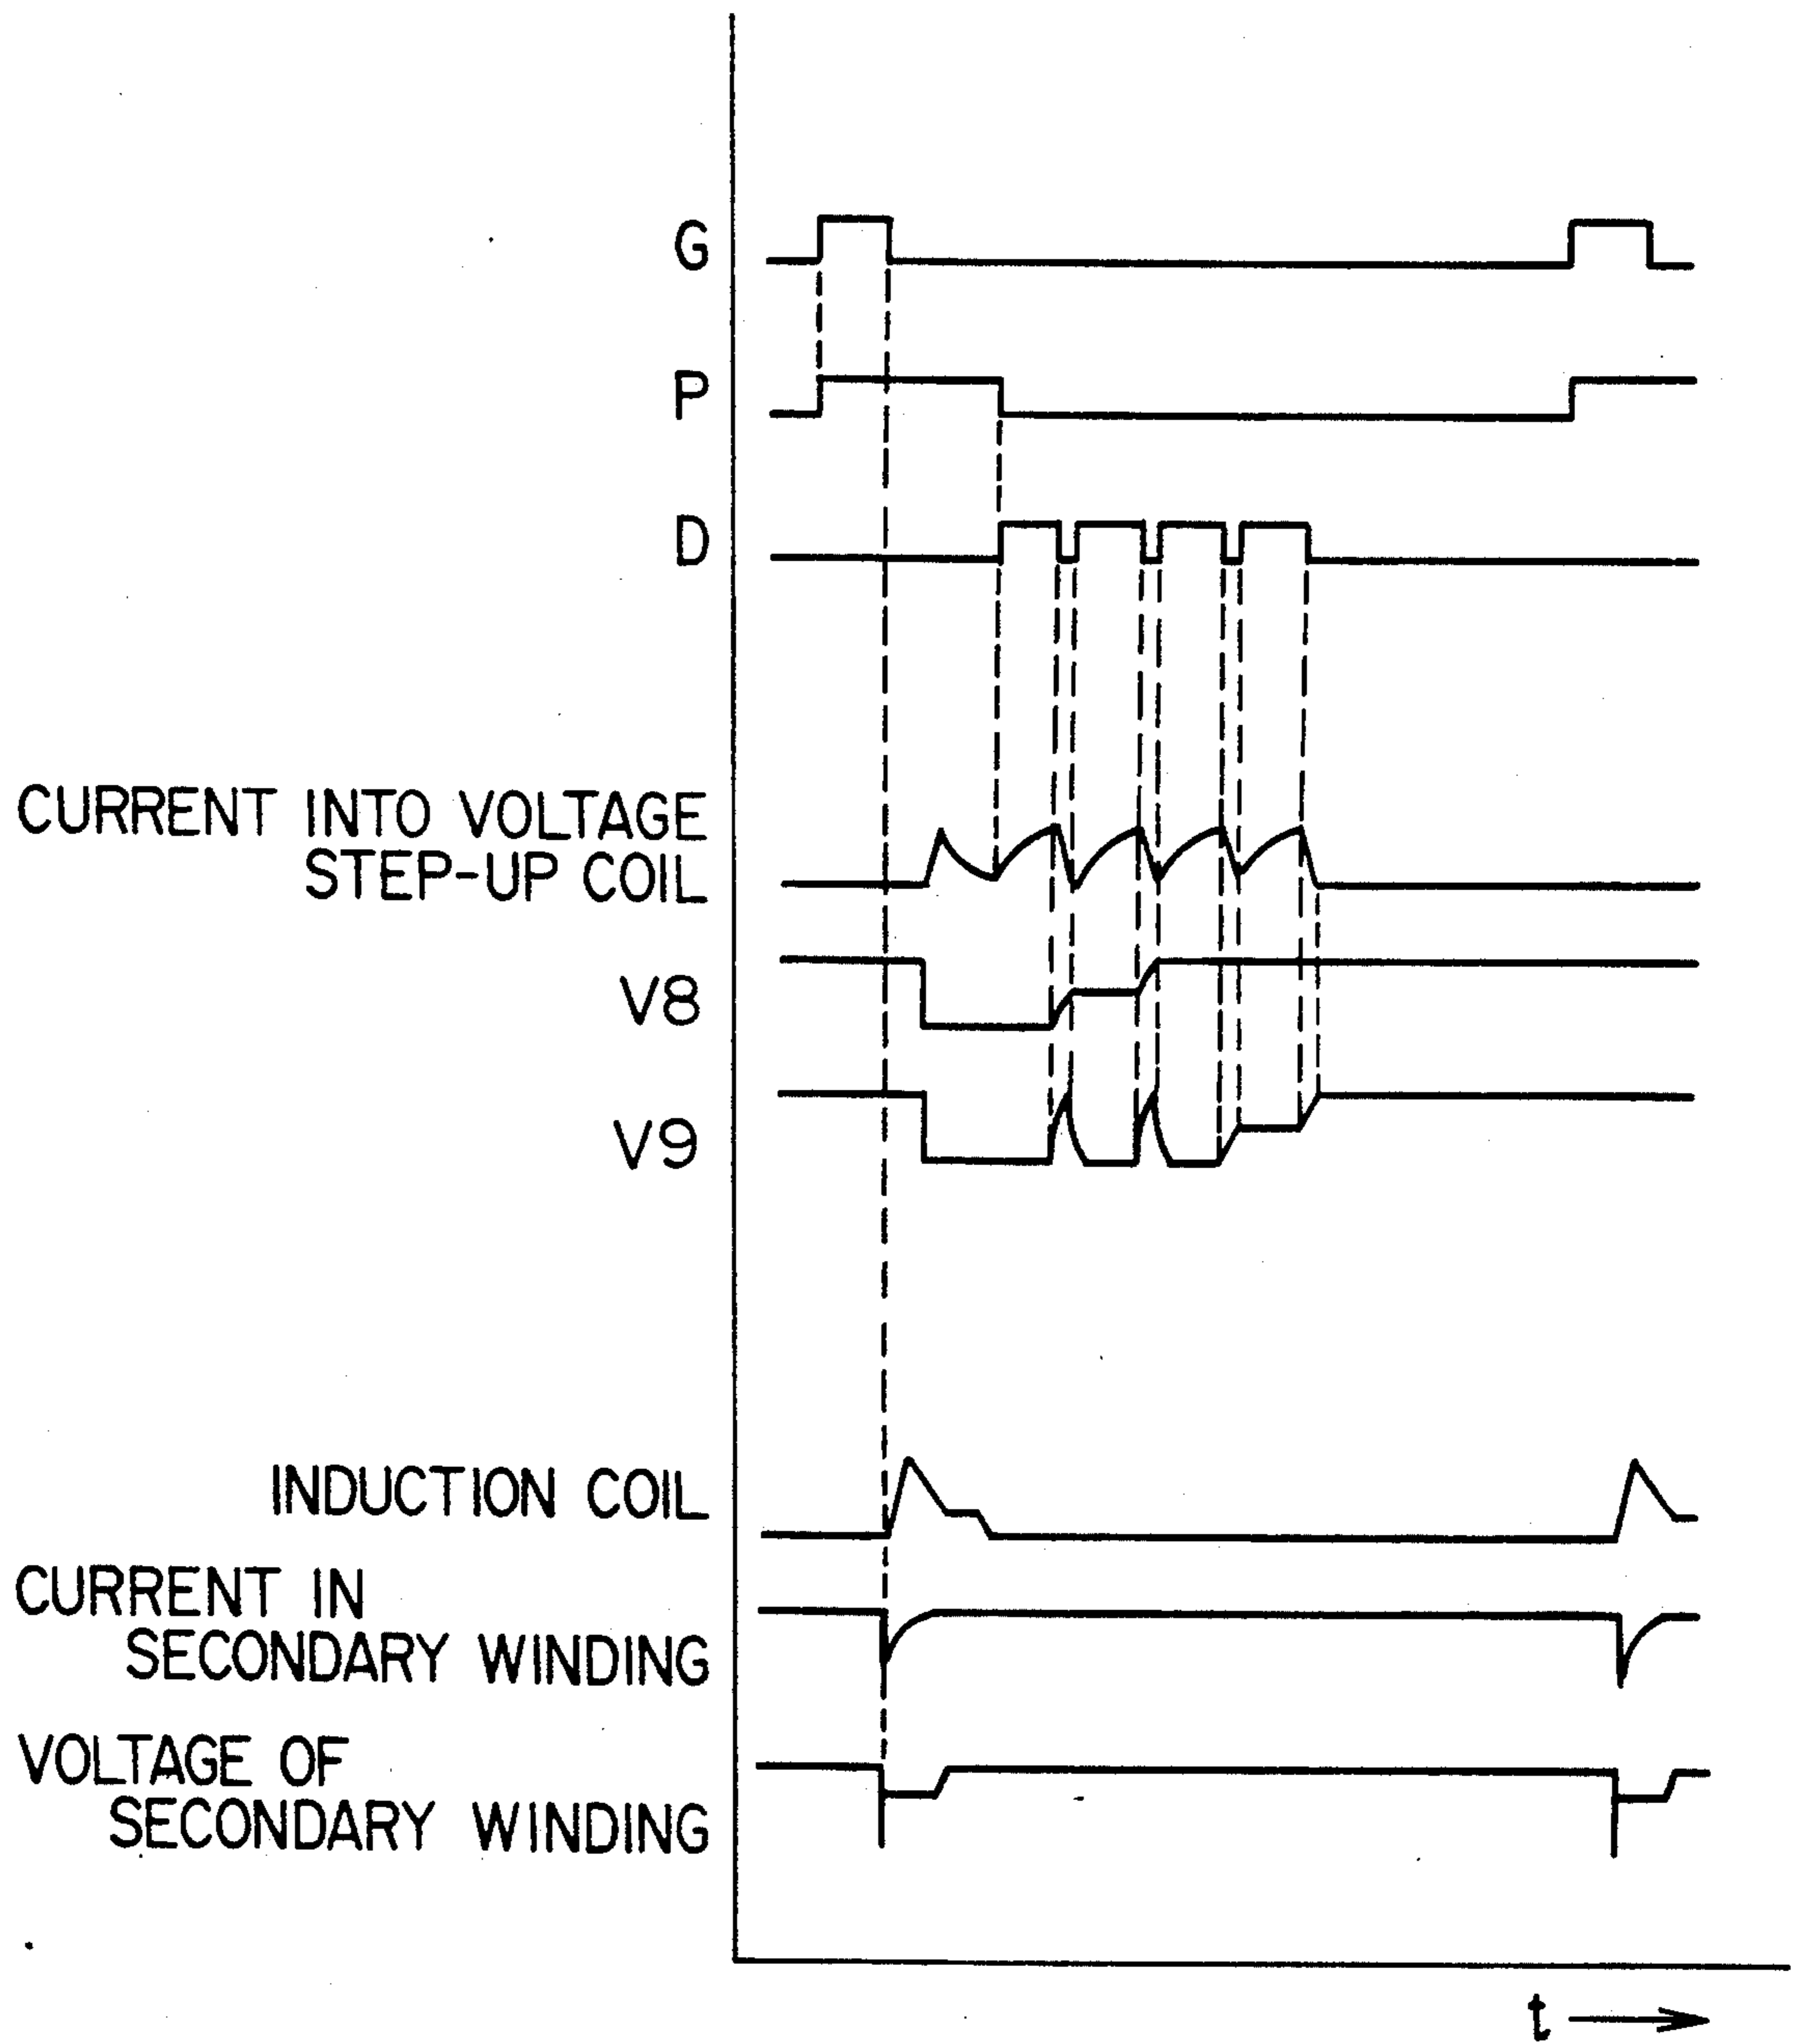 G
P
D
CURRENT INTO VOLTAGE
STEP-UP COIL
V8
V9
INDUCTION COIL
CURRENT IN
SECONDARY WINDING
VOLTAGE OF
SECONDARY WINDING
t